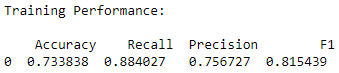 Training Performance:
Accuracy Recall Precision F1
0 0.733838 0.884027 0.756727 0.815439